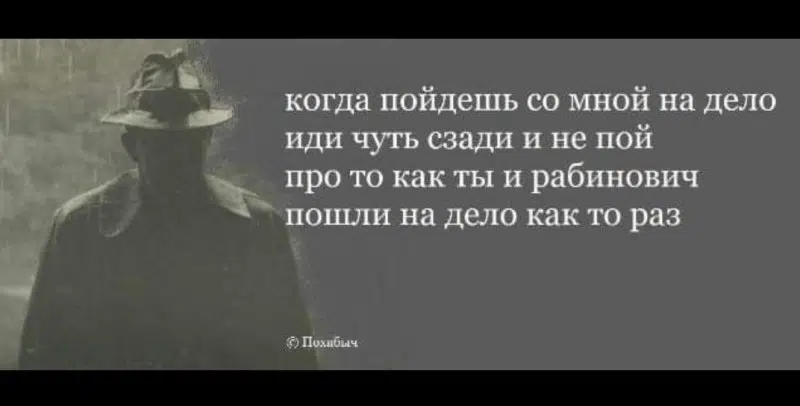 когда пойдешь со мной на дело
иди чуть сзади и не пой
про то как ты и рабинович
пошли на дело как то раз
© Похабыч